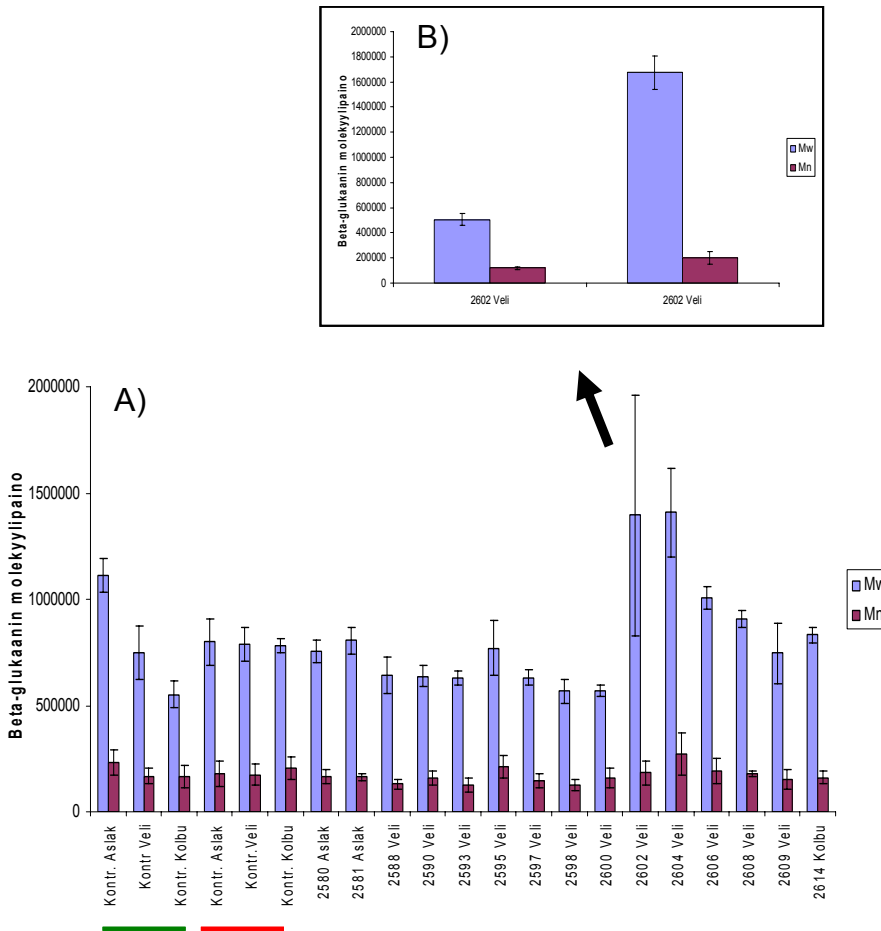 B)
2000000
1800000
1600000
1400000
1200000
1000000
800000
600000
400000
200000
0
Beta-glukaanin molekyylipaino
2602 Veli
2602 Veli
Mw
Mn
A)
2000000
1500000
1000000
500000
0
Beta-glukaanin molekyylipaino
Kontr. Aslak
Kontr Veli
Kontr. Kolbu
Kontr. Aslak
Kontr.Veli
Kontr. Kolbu
2580 Aslak
2581 Aslak
2588 Veli
2590 Veli
2593 Veli
2595 Veli
2597 Veli
2598 Veli
2600 Veli
2602 Veli
2604 Veli
2606 Veli
2608 Veli
2609 Veli
2614 Kolbu
Mw
Mn